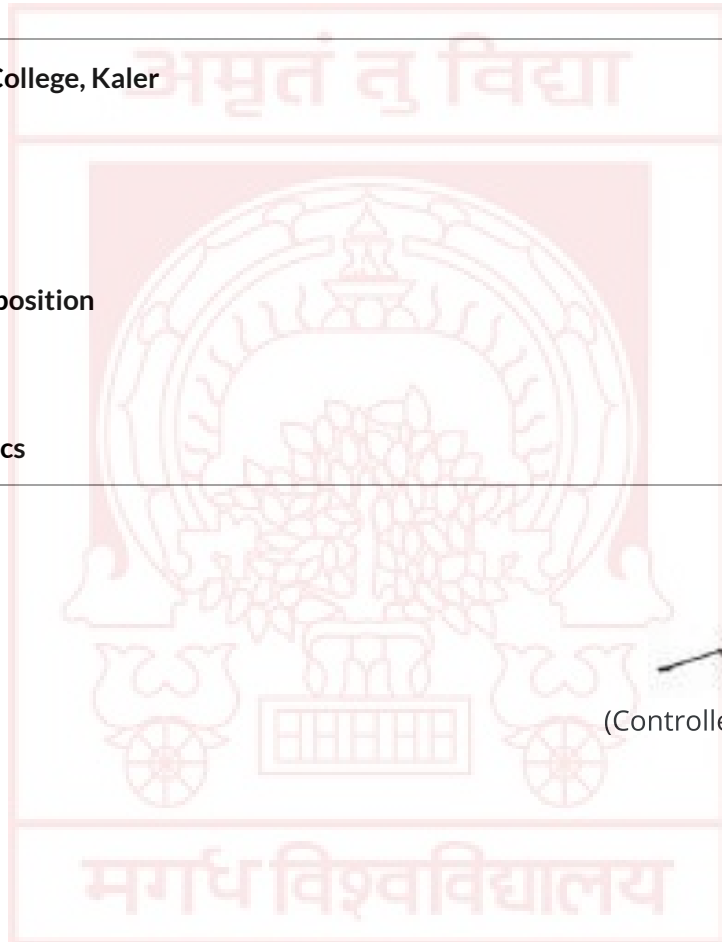 अमृतं तु विद्या
College, Kaler
position
cs
(Controlle
मगध विश्वविद्यालय